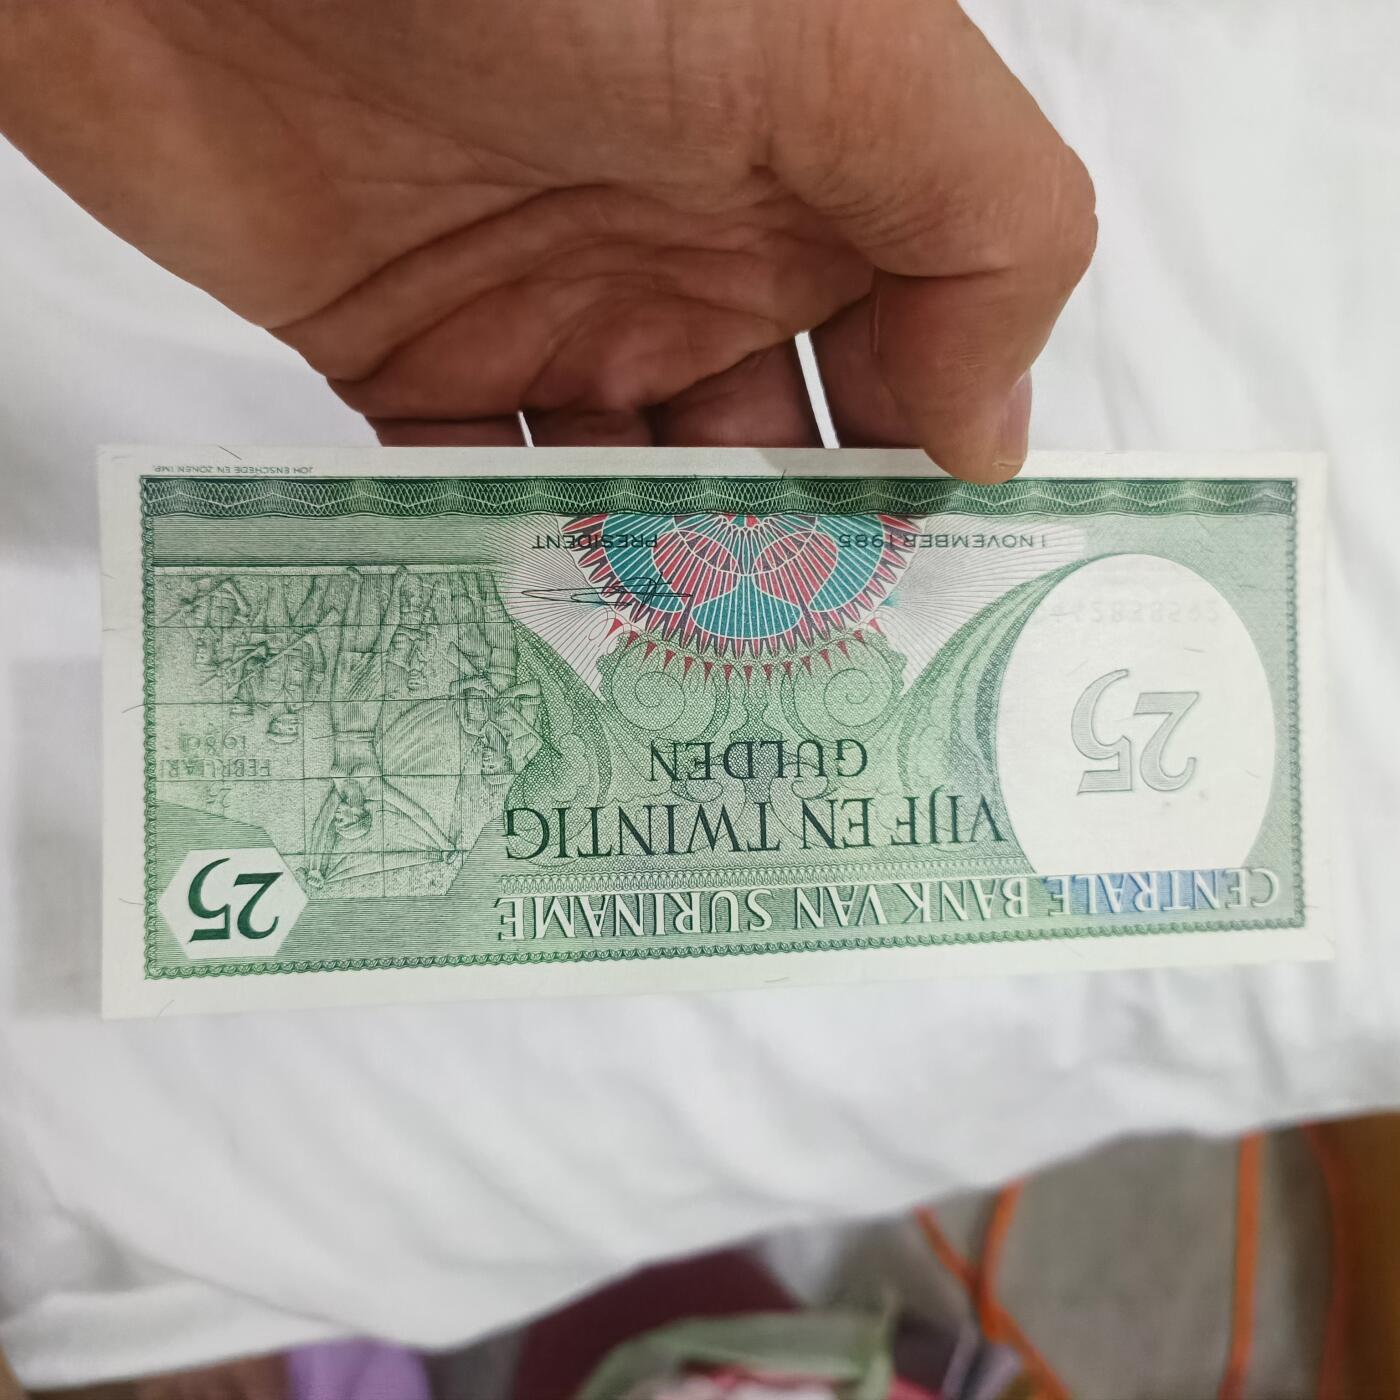 CENTRALE BANK VAN SURINAME
25
VIJF EN TWINTIG
GULDEN
25
25
FEBRUARI
1980
1 NOVEMBER 1985
PRESIDENT
JOH. ENSCHEDE EN ZONEN IMP.